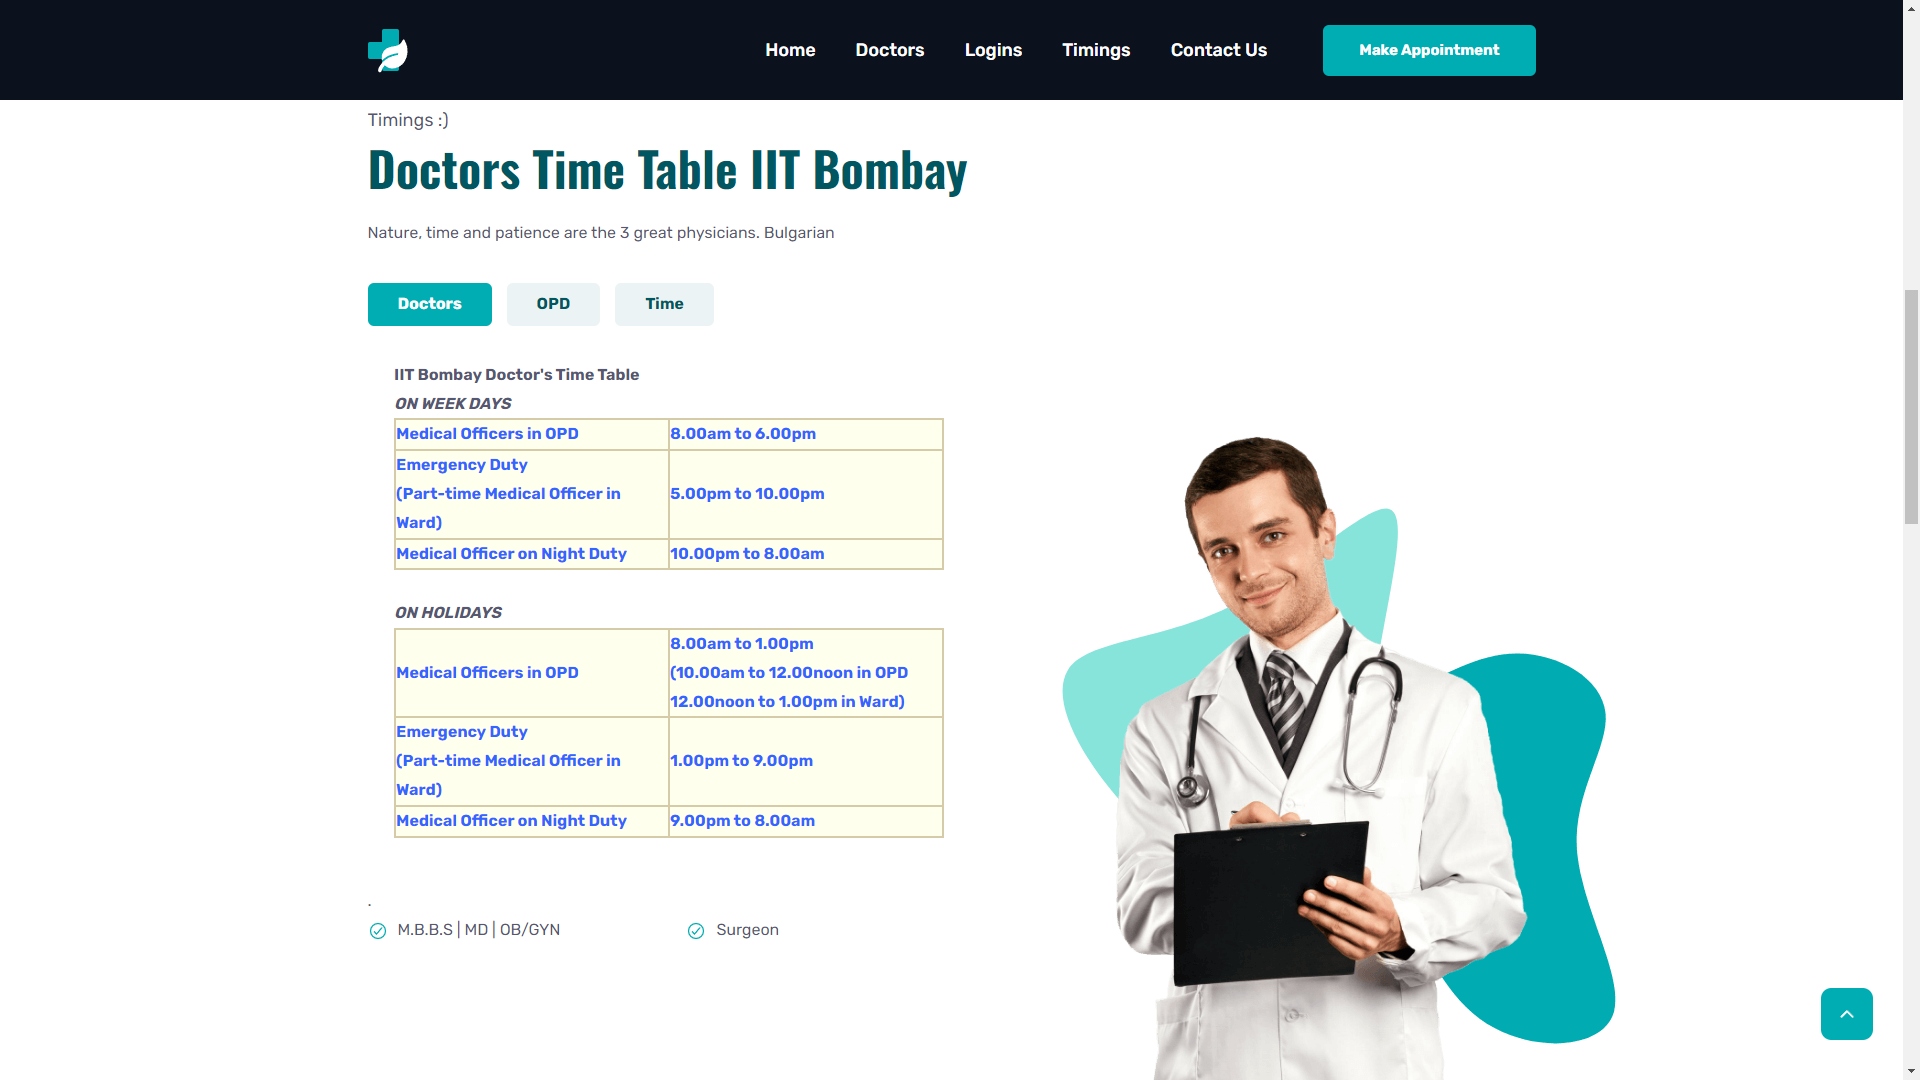 Home Doctors Logins Timings Contact Us Make Appointment
Timings :)
Doctors Time Table IIT Bombay
Nature, time and patience are the 3 great physicians. Bulgarian
Doctors OPD Time
IIT Bombay Doctor's Time Table
ON WEEK DAYS
Medical Officers in OPD 8.00am to 6.00pm
Emergency Duty
(Part-time Medical Officer in 5.00pm to 10.00pm
Ward)
Medical Officer on Night Duty 10.00pm to 8.00am
ON HOLIDAYS
8.00am to 1.00pm
Medical Officers in OPD (10.00am to 12.00noon in OPD
12.00noon to 1.00pm in Ward)
Emergency Duty
(Part-time Medical Officer in 1.00pm to 9.00pm
Ward)
Medical Officer on Night Duty 9.00pm to 8.00am
.
M.B.B.S | MD | OB/GYN Surgeon